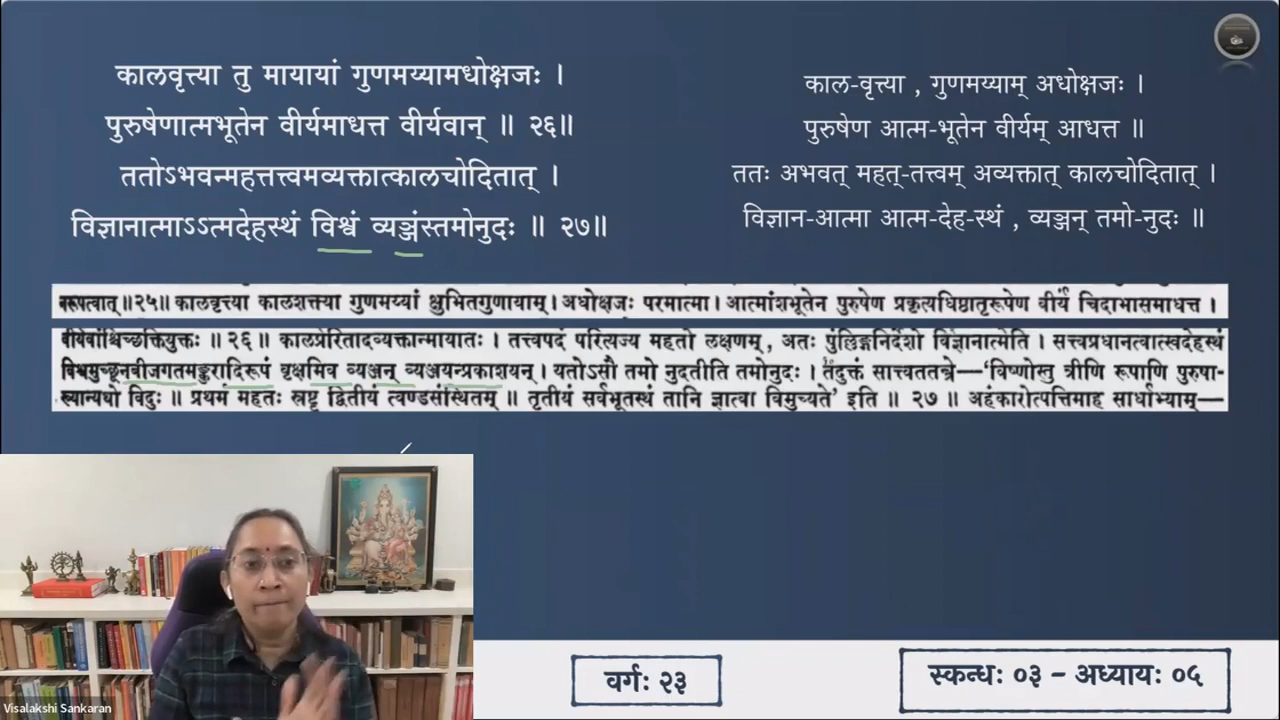 कालवृत्त्या तु मायायां गुणमय्यामधोक्षजः ।
पुरुषेणात्मभूतेन वीर्यमाधत्त वीर्यवान् ॥ २६॥
ततोऽभवन्महत्तत्त्वमव्यक्तात्कालचोदितात् ।
विज्ञानात्माऽऽत्मदेहस्थं विश्वं व्यञ्जंस्तमोनुदः ॥ २७॥
काल-वृत्त्या , गुणमय्याम् अधोक्षजः ।
पुरुषेण आत्म-भूतेन वीर्यम् आधत्त ॥
ततः अभवत् महत्-तत्त्वम् अव्यक्तात् कालचोदितात् ।
विज्ञान-आत्मा आत्म-देह-स्थं , व्यञ्जन् तमो-नुदः ॥
॥२५॥ कालवृत्त्या कालशक्त्या गुणमय्यां क्षुभितगुणायाम् । अधोक्षजः परमात्मा । आत्मांशभूतेन पुरुषेण प्रकृत्यधिष्ठातृरूपेण वीर्यं चिदाभासमाधत्त ।
वीर्यवांश्चिच्छक्तियुक्तः ॥ २६ ॥ कालप्रेरितादव्यक्तान्मायातः । तत्त्वपदं परित्यज्य महतो लक्षणम्, अतः पुंल्लिङ्गनिर्देशो विज्ञानात्मेति । सत्त्वप्रधानत्वात्स्वदेहस्थं
विश्वमुच्छूनबीजगतमङ्कुरादिरूपं वृक्षमिव व्यञ्जन् व्यञ्जयन्प्रकाशयन् । यतोऽसौ तमो नुदतीति तमोनुदः । तदुक्तं सात्त्वततन्त्रे—‘विष्णोस्तु त्रीणि रूपाणि पुरुषा-
ख्यान्यथो विदुः ॥ प्रथमं महतः स्रष्टृ द्वितीयं त्वण्डसंस्थितम् ॥ तृतीयं सर्वभूतस्थं तानि ज्ञात्वा विमुच्यते’ इति ॥ २७ ॥ अहंकारोत्पत्तिमाह सार्धाभ्याम्—
Visalakshi Sankaran
वर्गः २३
स्कन्धः ०३ – अध्यायः ०५